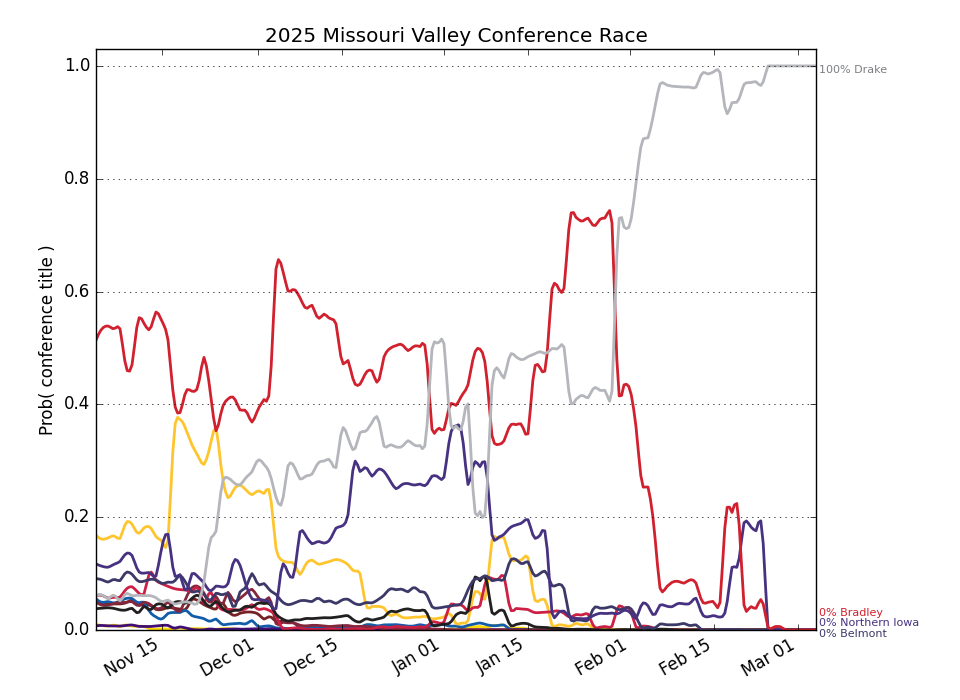 2025 Missouri Valley Conference Race
Prob( conference title )
1.0
0.8
0.6
0.4
0.2
0.0
Nov 15
Dec 01
Dec 15
Jan 01
Jan 15
Feb 01
Feb 15
Mar 01
100% Drake
0% Bradley
0% Northern Iowa
0% Belmont